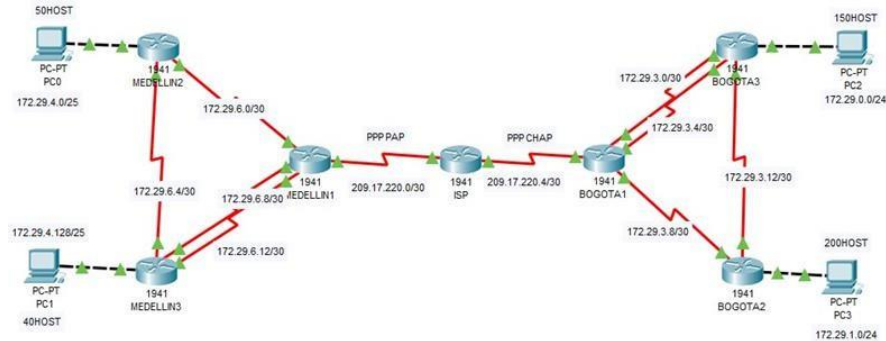 50HOST
PC-PT
PC0
172.29.4.0/25
1941
MEDELLIN2
172.29.6.0/30
172.29.6.4/30
172.29.4.128/25
PC-PT
PC1
40HOST
1941
MEDELLIN3
172.29.6.8/30
172.29.6.12/30
1941
MEDELLIN1
PPP PAP
209.17.220.0/30
1941
ISP
PPP CHAP
209.17.220.4/30
1941
BOGOTA1
172.29.3.0/30
172.29.3.4/30
172.29.3.8/30
172.29.3.12/30
1941
BOGOTA3
150HOST
PC-PT
PC2
172.29.0.0/24
1941
BOGOTA2
200HOST
PC-PT
PC3
172.29.1.0/24